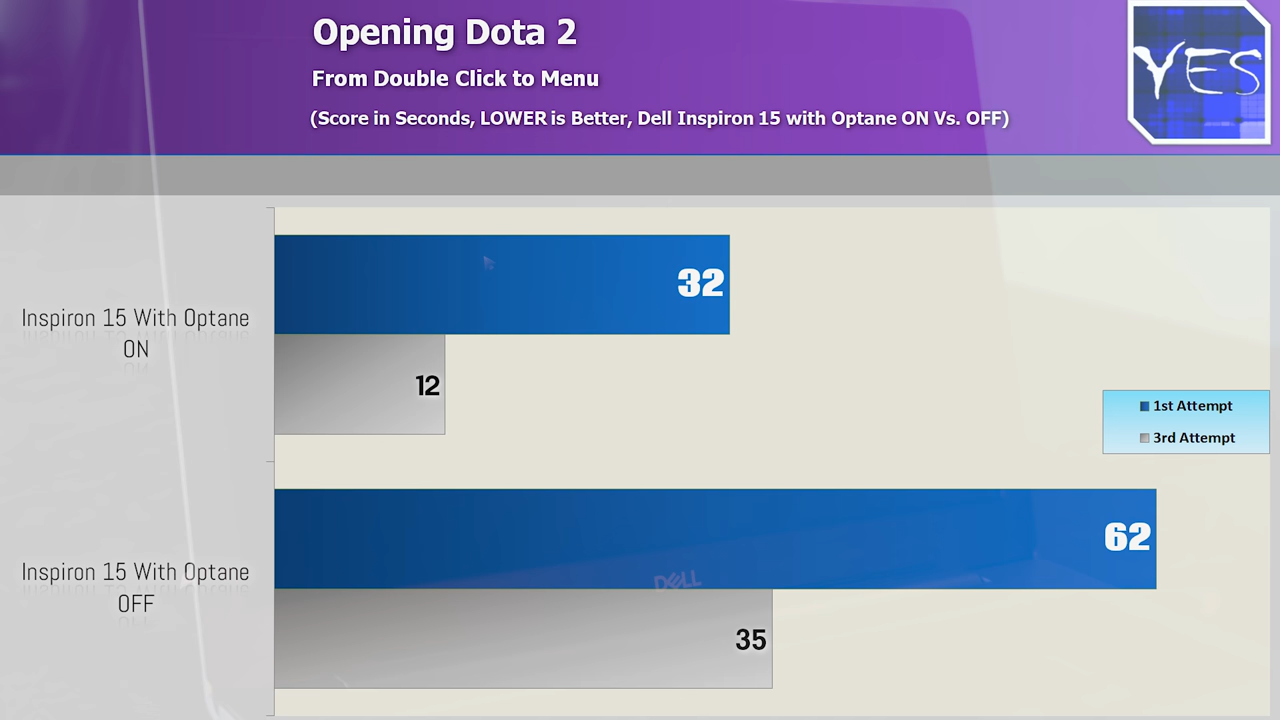 Opening Dota 2
From Double Click to Menu
(Score in Seconds, LOWER is Better, Dell Inspiron 15 with Optane ON Vs. OFF)
YES
Inspiron 15 With Optane
ON
32
12
1st Attempt
3rd Attempt
Inspiron 15 With Optane
OFF
62
DELL
35